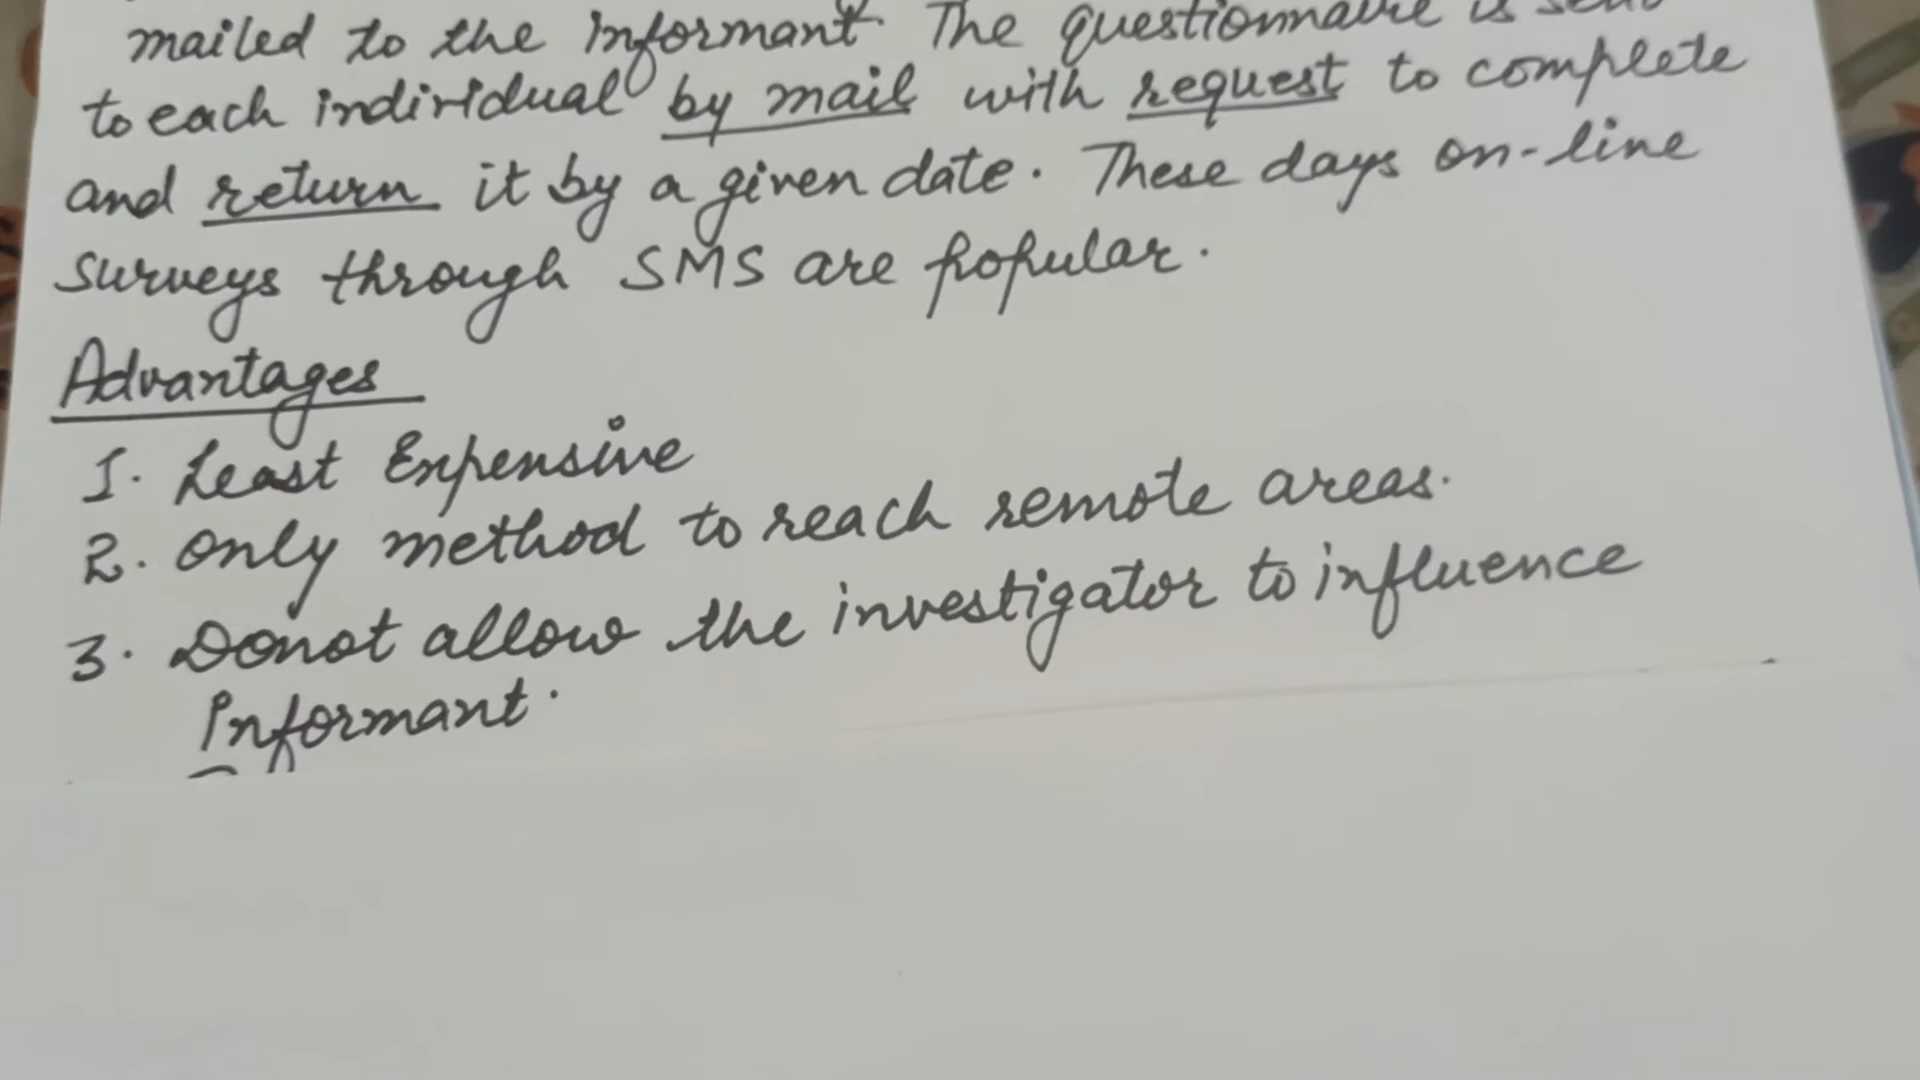 mailed to the Informant. The questionnaire is sent
to each individual by mail with request to complete
and return it by a given date. These days on-line
surveys through SMS are popular.
Advantages
1. Least Expensive
2. Only method to reach remote areas.
3. Donot allow the investigator to influence
Informant.